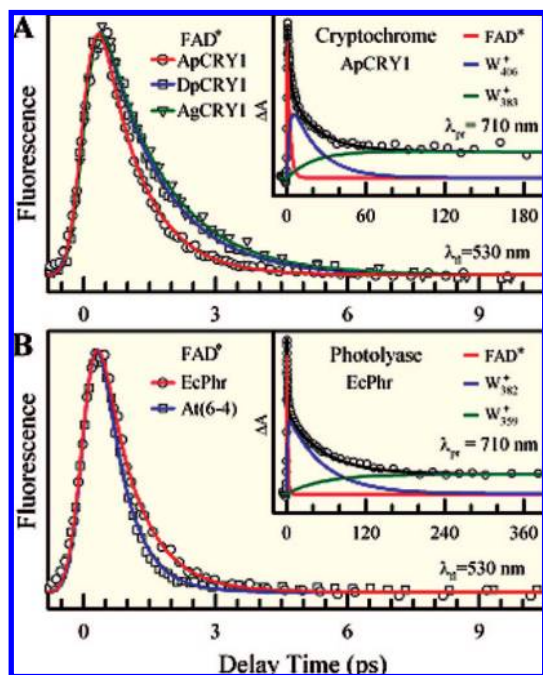 A
FAD*
ApCRY1
DpCRY1
AgCRY1
Fluorescence
λfl=530 nm
0 3 6 9
Cryptochrome
ApCRY1
FAD*
W+406
W+383
λpr = 710 nm
ΔA
0 60 120 180
B
FAD*
EcPhr
At(6-4)
Fluorescence
λfl=530 nm
0 3 6 9
Delay Time (ps)
Photolyase
EcPhr
FAD*
W+382
W+359
λpr = 710 nm
ΔA
0 120 240 360